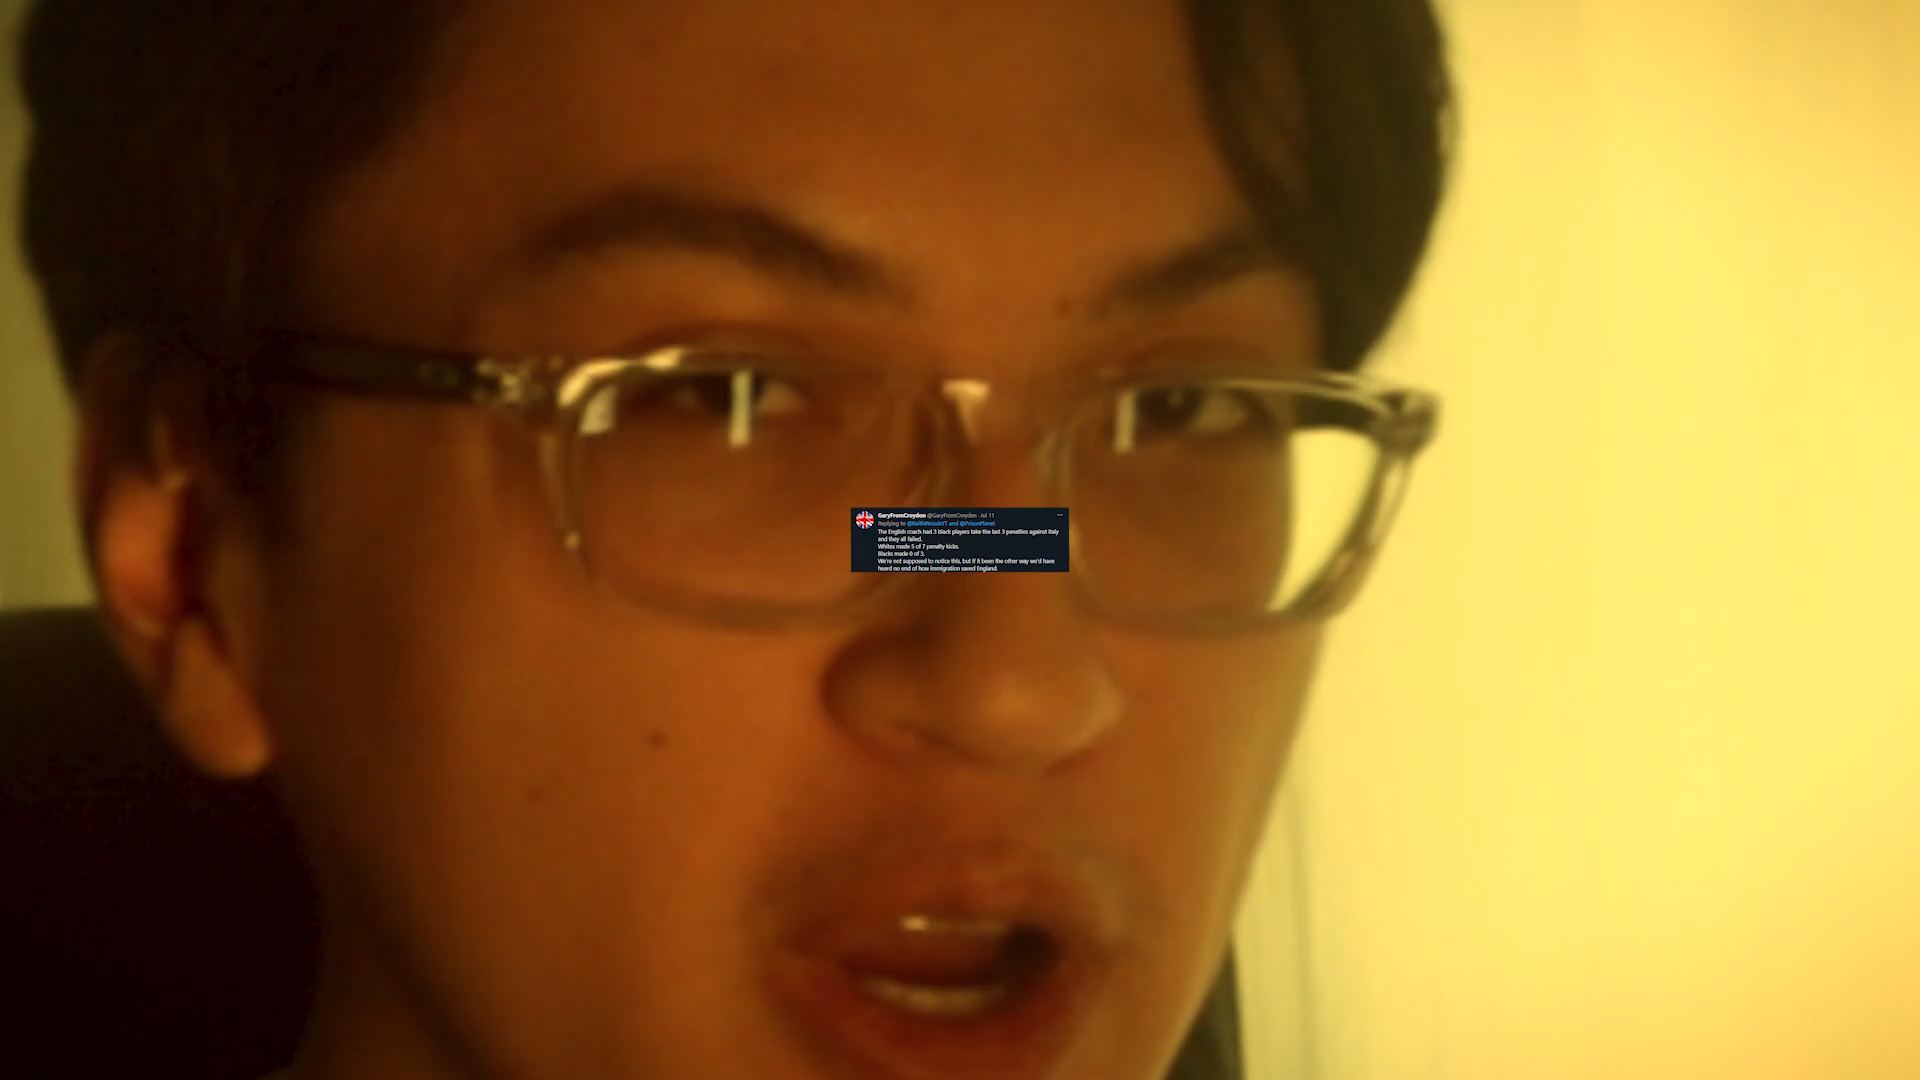 GaryFromCroydon @GaryFromCroydon · Jul 11
Replying to @KeithWoodsYT and @PrisonPlanet
The English coach had 3 black players take the last 3 penalties against Italy
and they all failed.
Whites made 5 of 7 penalty kicks.
Blacks made 0 of 3.
We're not supposed to notice this, but if it been the other way we'd have
heard no end of how immigration saved England.